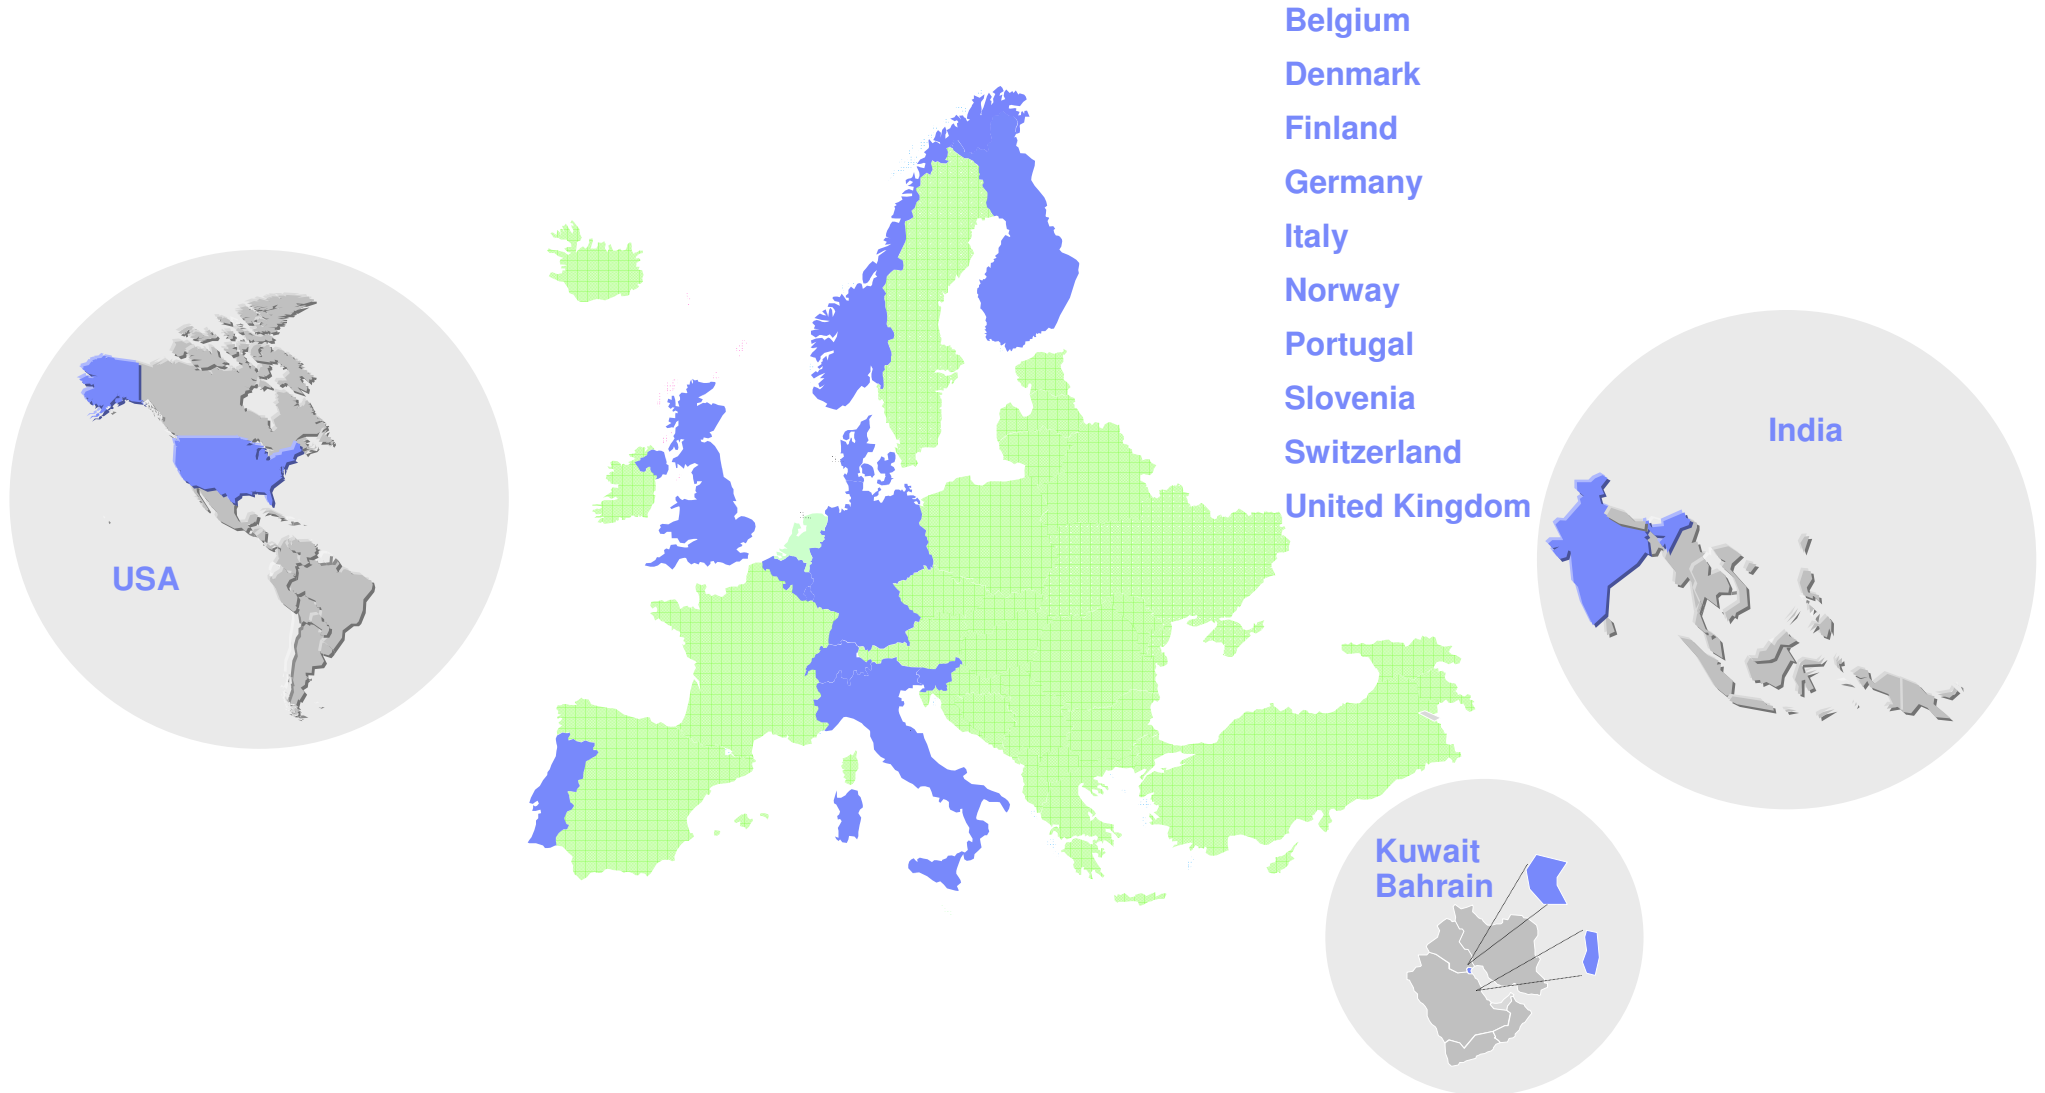 Belgium
Denmark
Finland
Germany
Italy
Norway
Portugal
Slovenia
Switzerland
United Kingdom
India
USA
Kuwait
Bahrain